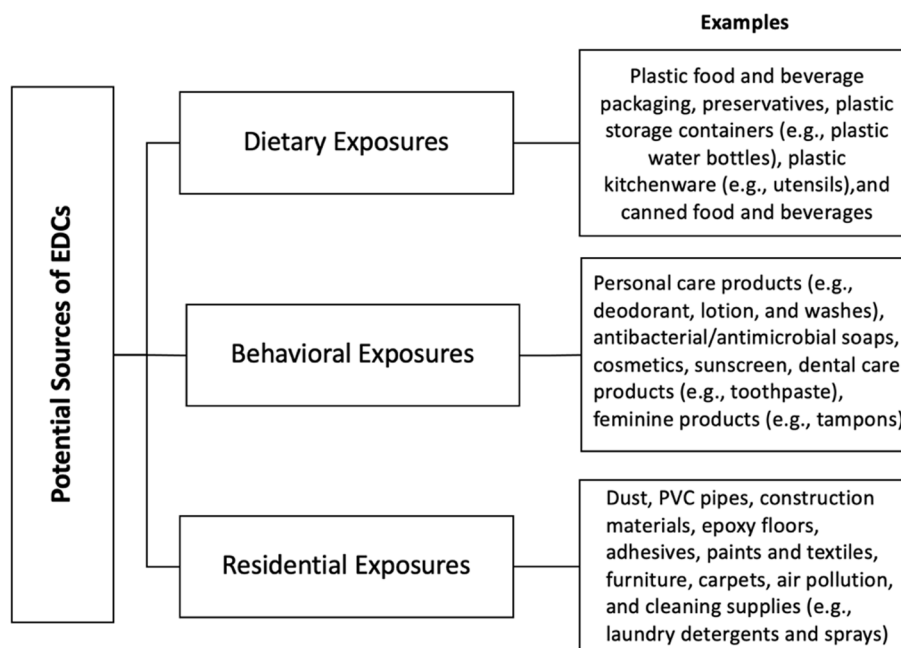 Examples
Potential Sources of EDCs
Dietary Exposures
Plastic food and beverage
packaging, preservatives, plastic
storage containers (e.g., plastic
water bottles), plastic
kitchenware (e.g., utensils),and
canned food and beverages
Behavioral Exposures
Personal care products (e.g.,
deodorant, lotion, and washes),
antibacterial/antimicrobial soaps,
cosmetics, sunscreen, dental care
products (e.g., toothpaste),
feminine products (e.g., tampons)
Residential Exposures
Dust, PVC pipes, construction
materials, epoxy floors,
adhesives, paints and textiles,
furniture, carpets, air pollution,
and cleaning supplies (e.g.,
laundry detergents and sprays)